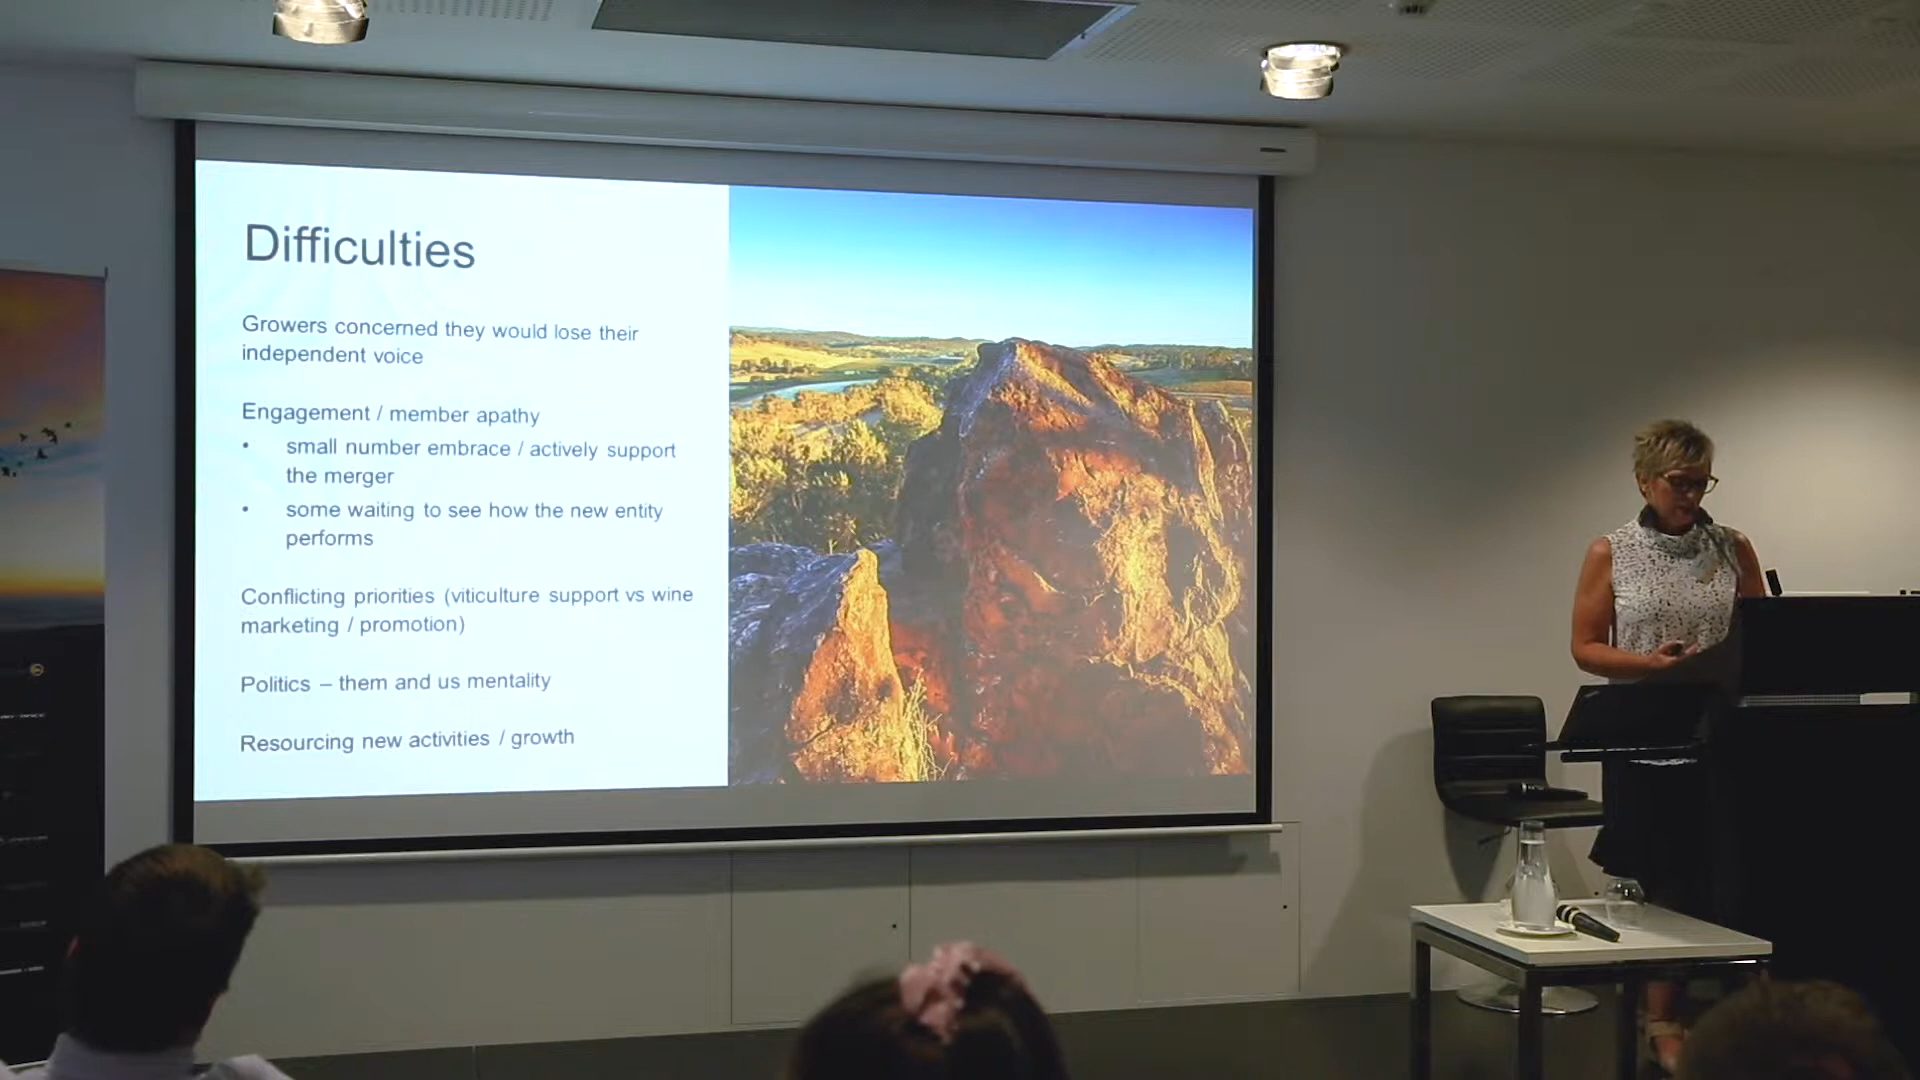 Difficulties
Growers concerned they would lose their
independent voice
Engagement / member apathy
• small number embrace / actively support
the merger
• some waiting to see how the new entity
performs
Conflicting priorities (viticulture support vs wine
marketing / promotion)
Politics – them and us mentality
Resourcing new activities / growth